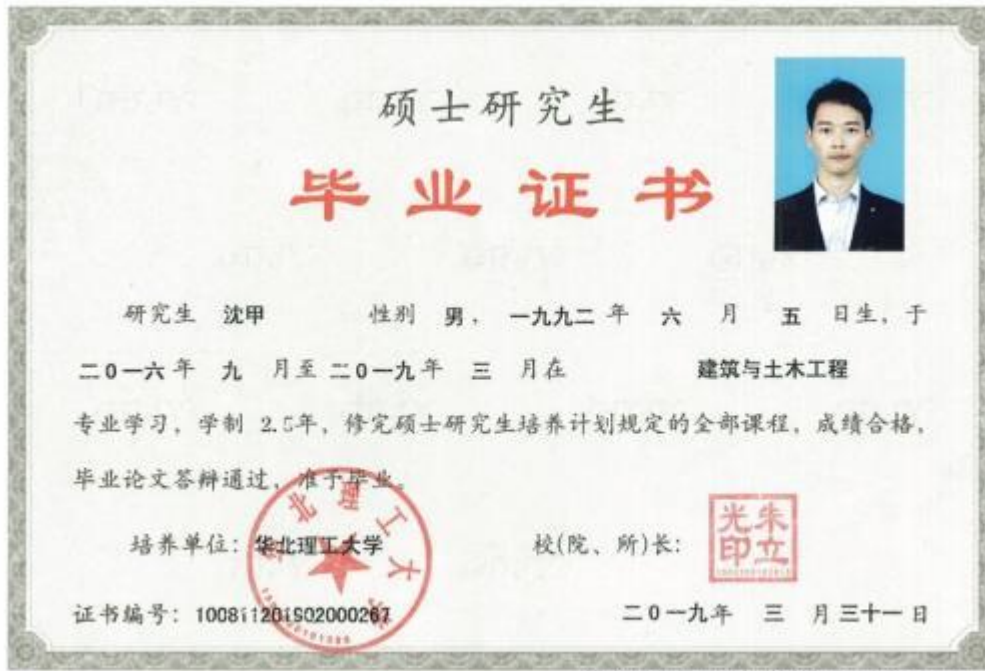 硕士研究生
毕业证书
研究生 沈甲 性别 男，一九九二 年 六 月 五 日生，于
二0一六 年 九 月至 二0一九 年 三 月在 建筑与土木工程
专业学习，学制 2.5年，修完硕士研究生培养计划规定的全部课程，成绩合格，
毕业论文答辩通过，准予毕业。
培养单位：华北理工大学 校(院、所)长：
朱立光印
华北理工大学
证书编号： 二0一九年 三 月三十一日